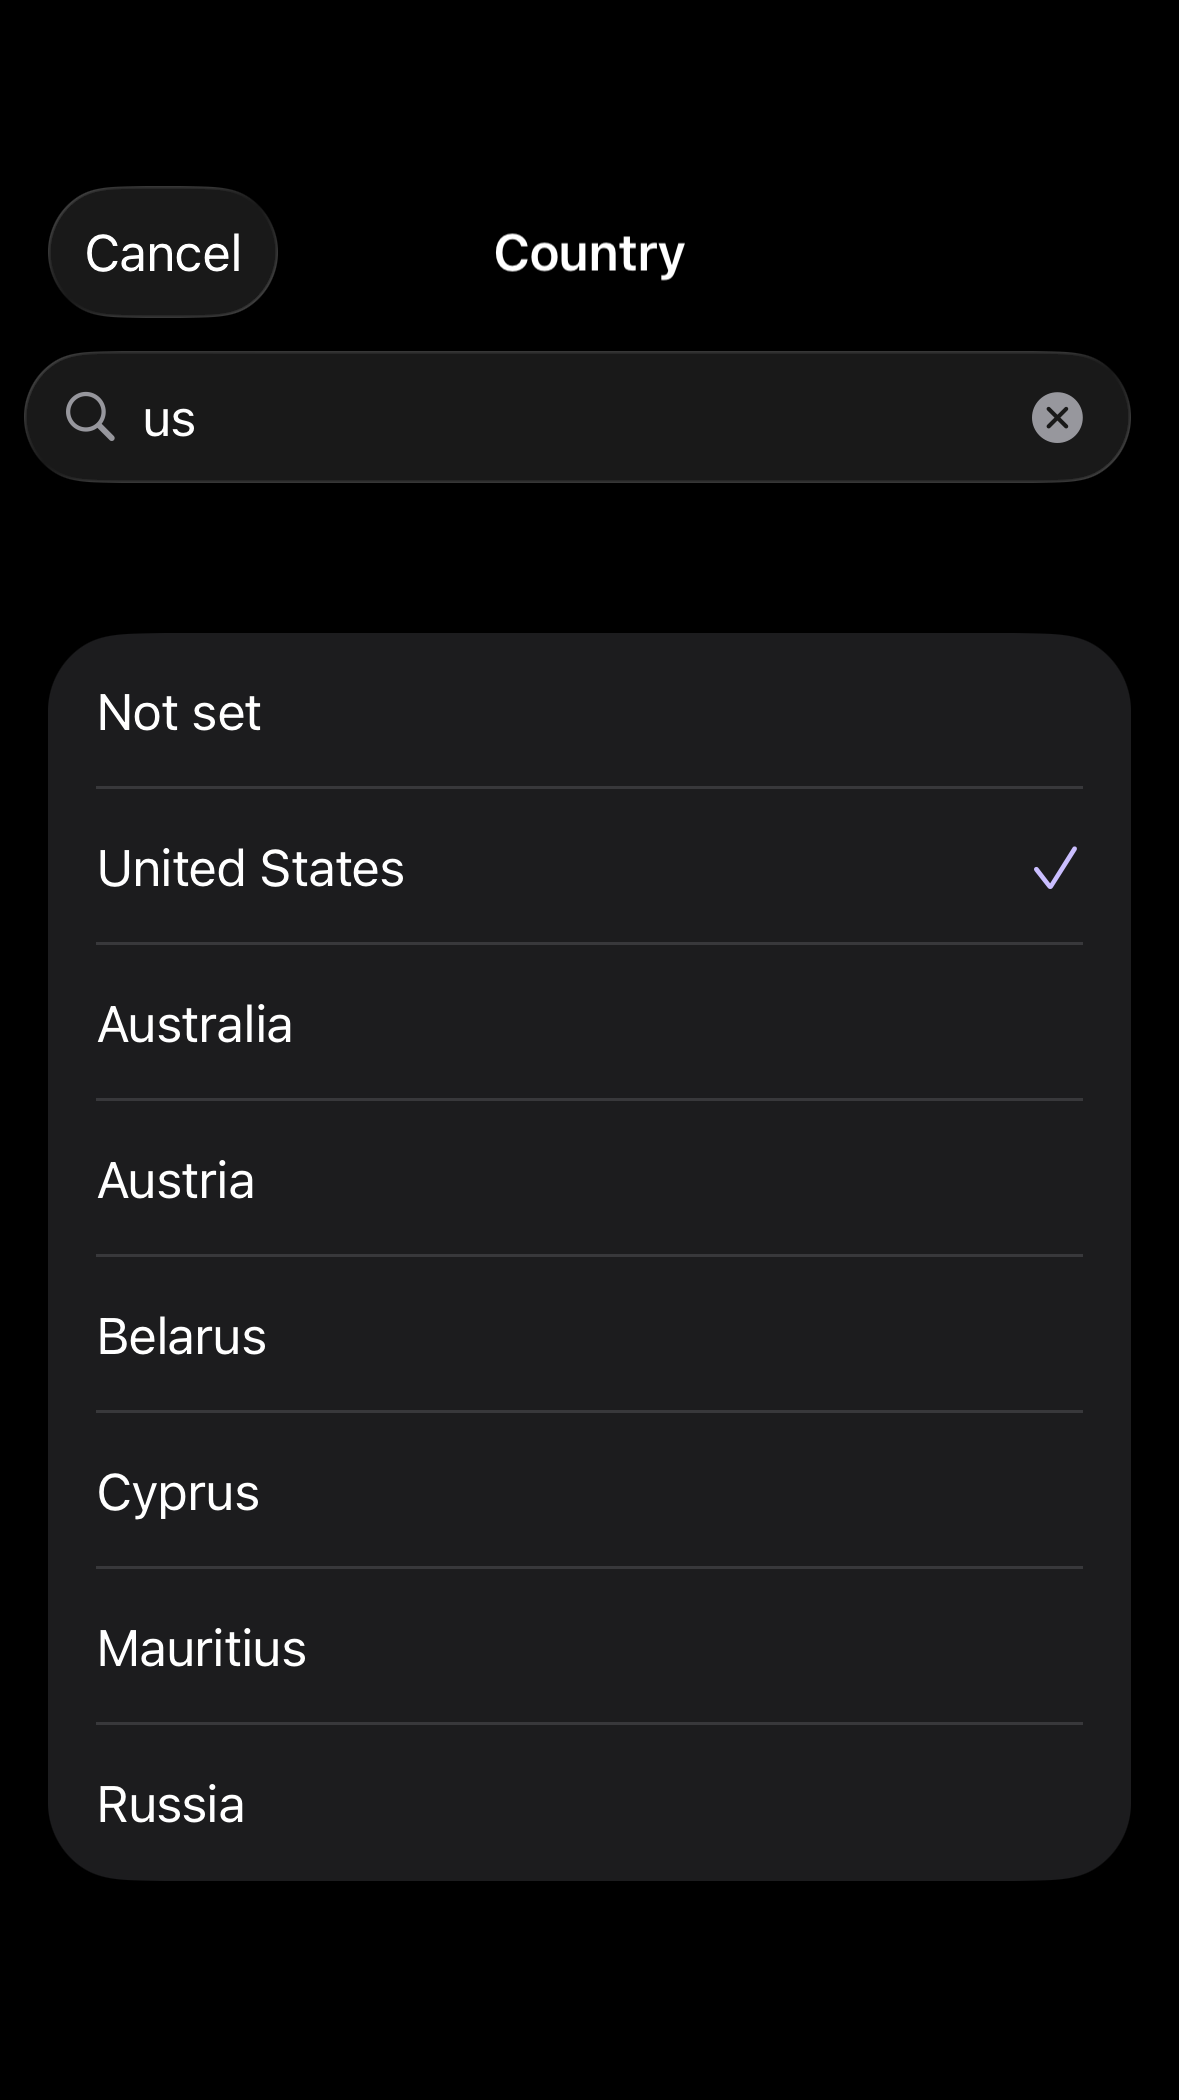 Cancel
Country
us
Not set
United States
Australia
Austria
Belarus
Cyprus
Mauritius
Russia